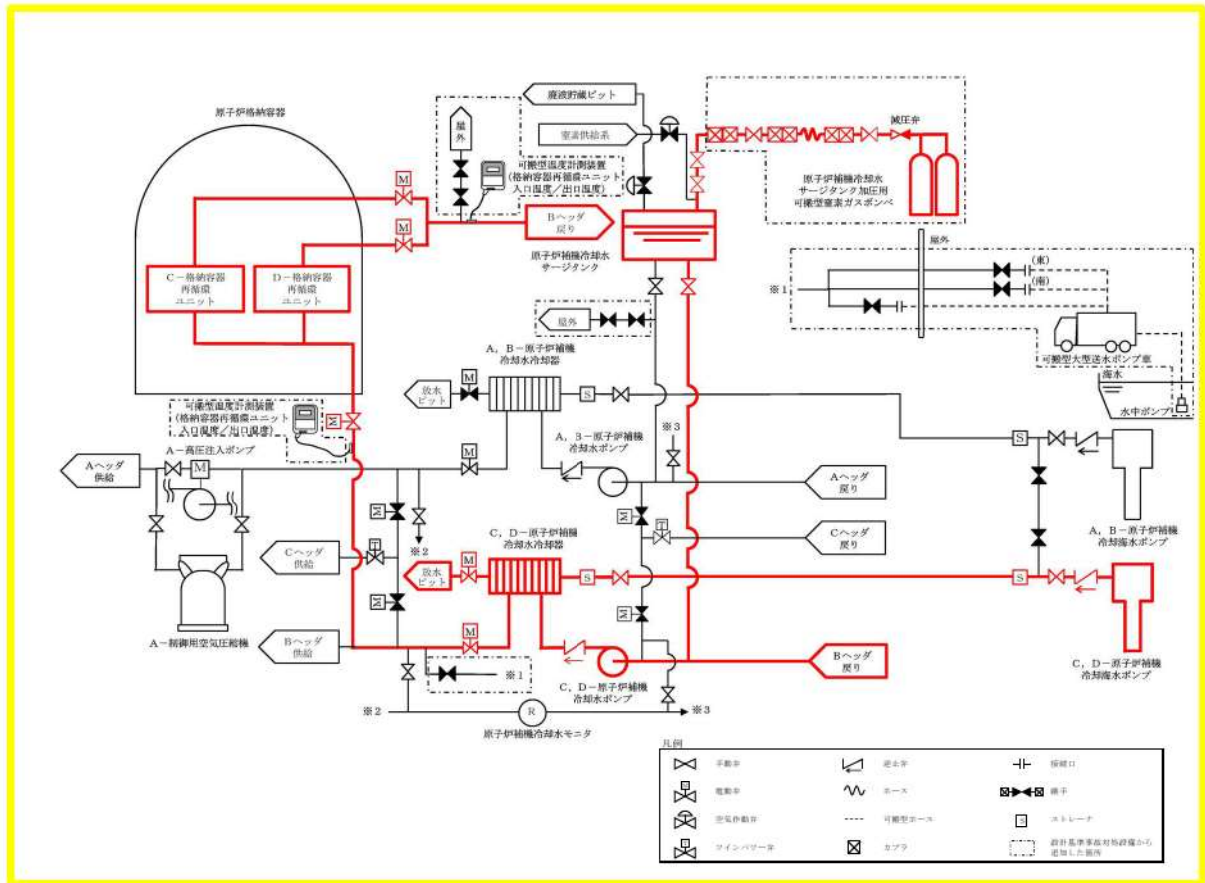 原子炉格納容器
廃液貯蔵ピット
窒素供給系
屋外
可搬型温度計測装置
(格納容器再循環ユニット
入口温度/出口温度)
減圧弁
原子炉補機冷却水
サージタンク加圧用
可搬型窒素ガスボンベ
M
M
Bヘッダ
戻り
原子炉補機冷却水
サージタンク
C-格納容器
再循環
ユニット
D-格納容器
再循環
ユニット
屋外
(東)
(南)
※1
可搬型大型送水ポンプ車
海水
水中ポンプ
屋外
A,B-原子炉補機
冷却水冷却器
放水
ピット
M
S
可搬型温度計測装置
(格納容器再循環ユニット
入口温度/出口温度)
M
A-高圧注入ポンプ
M
Aヘッダ
供給
M
A,B-原子炉補機
冷却水ポンプ
※3
S
Aヘッダ
戻り
M
M
T
Cヘッダ
戻り
A,B-原子炉補機
冷却海水ポンプ
※2
Cヘッダ
供給
T
C,D-原子炉補機
冷却水冷却器
放水
ピット
M
S
S
M
M
A-制御用空気圧縮機
Bヘッダ
供給
M
Bヘッダ
戻り
C,D-原子炉補機
冷却海水ポンプ
※1
C,D-原子炉補機
冷却水ポンプ
※2
R
※3
原子炉補機冷却水モニタ
凡例
手動弁
逆止弁
接続口
電動弁
ホース
継手
空気作動弁
可搬型ホース
S
ストレーナ
T
ツインパワー弁
カプラ
設計基準事故対処設備から
追加した箇所